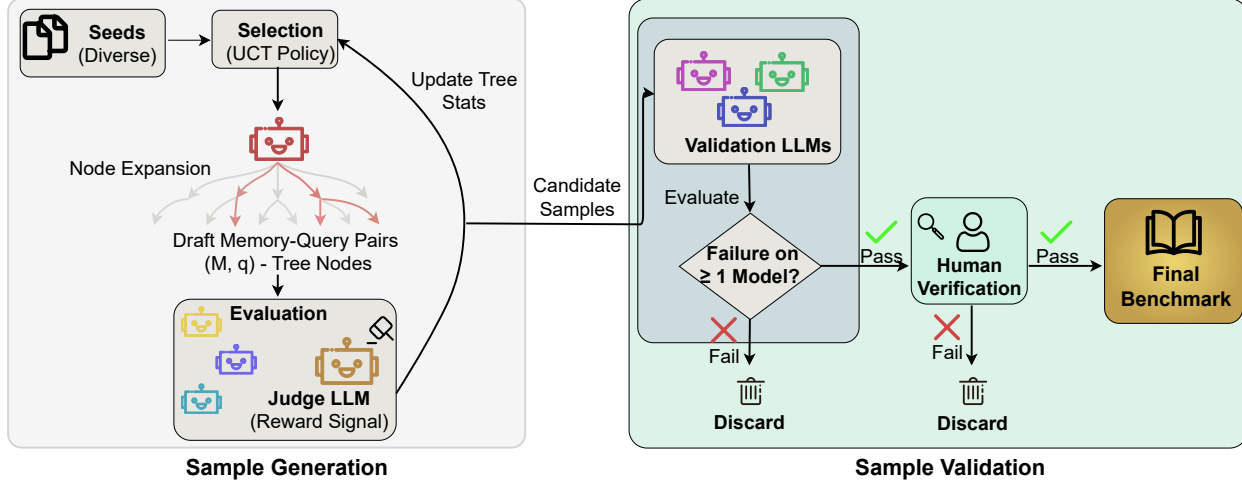 Seeds
(Diverse)
Selection
(UCT Policy)
Update Tree
Stats
Node Expansion
Draft Memory-Query Pairs
(M, q) - Tree Nodes
Evaluation
Judge LLM
(Reward Signal)
Sample Generation
Candidate
Samples
Validation LLMs
Evaluate
Failure on
≥ 1 Model?
Pass
Fail
Discard
Human
Verification
Pass
Fail
Discard
Final
Benchmark
Sample Validation